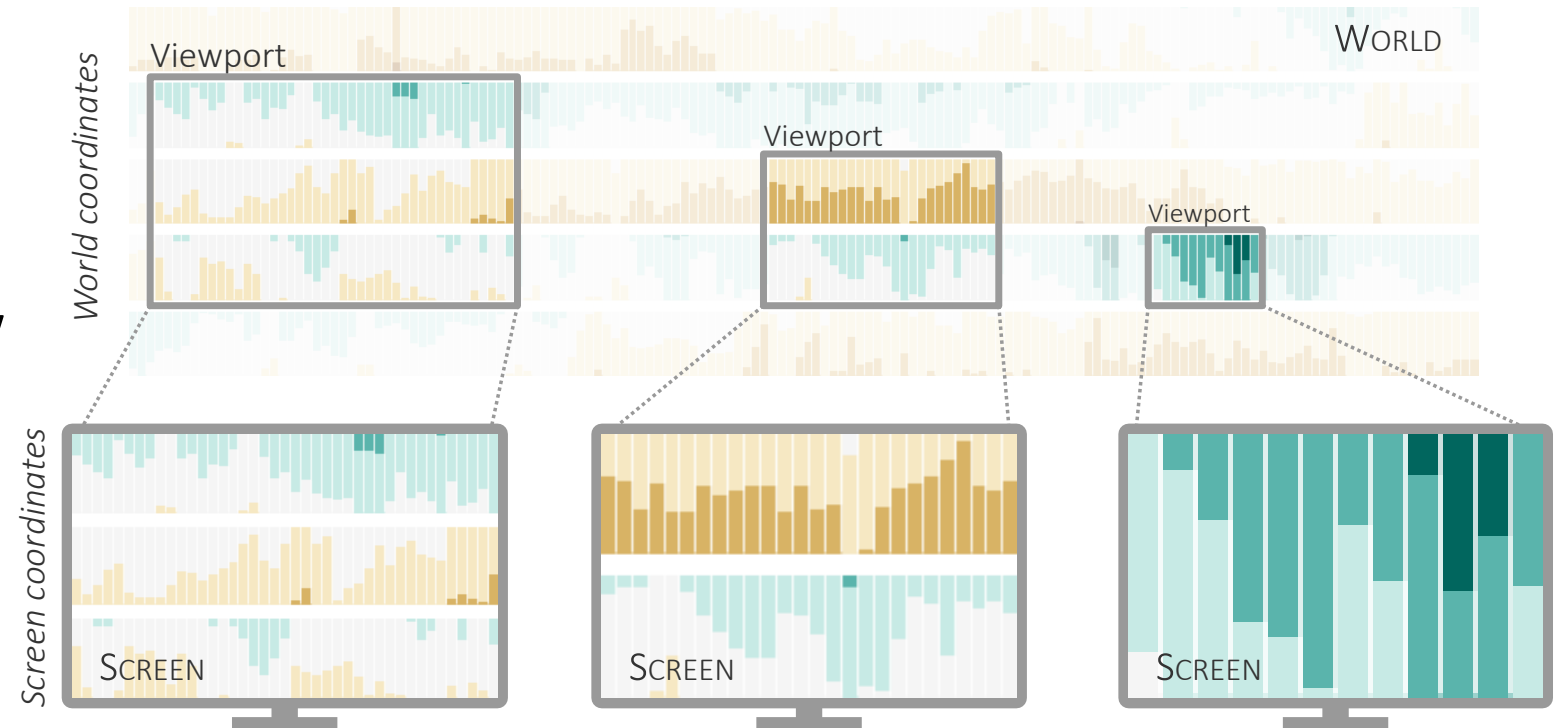 WORLD
Viewport
World coordinates
Viewport
Viewport
Screen coordinates
SCREEN
SCREEN
SCREEN